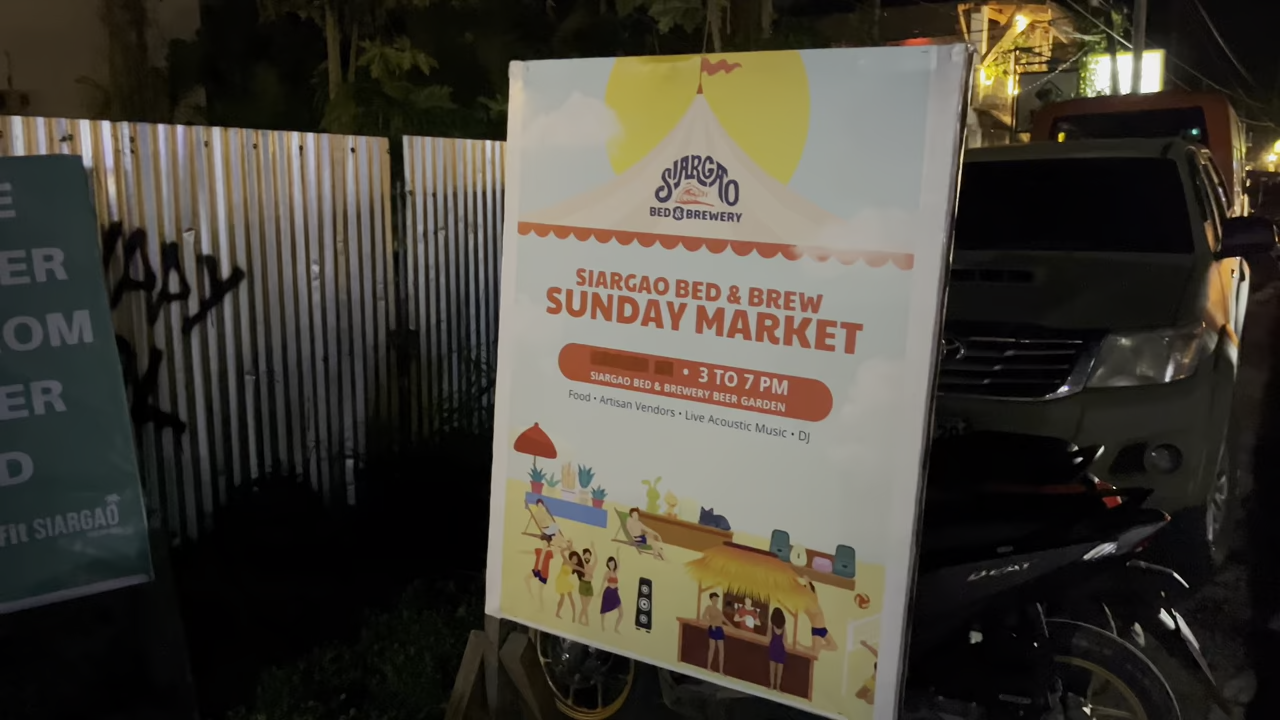 SIARGAO
BED & BREWERY
SIARGAO BED & BREW
SUNDAY MARKET
• 3 TO 7 PM
SIARGAO BED & BREWERY BEER GARDEN
Food • Artisan Vendors • Live Acoustic Music • DJ
E
ER
OM
ER
D
Fit SIARGAO
BEAT